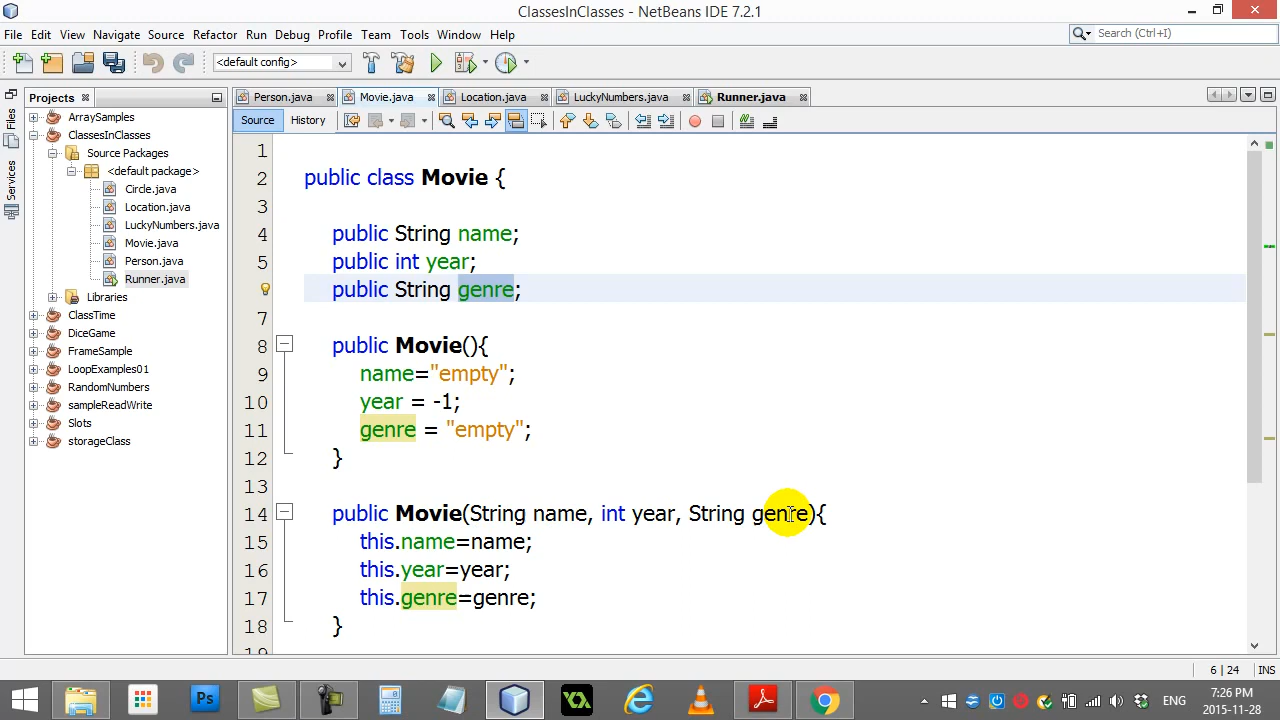 ClassesInClasses - NetBeans IDE 7.2.1
File Edit View Navigate Source Refactor Run Debug Profile Team Tools Window Help
Search (Ctrl+I)
<default config>
Projects
Files
Services
ArraySamples
ClassesInClasses
Source Packages
<default package>
Circle.java
Location.java
LuckyNumbers.java
Movie.java
Person.java
Runner.java
Libraries
ClassTime
DiceGame
FrameSample
LoopExamples01
RandomNumbers
sampleReadWrite
Slots
storageClass
Person.java Movie.java Location.java LuckyNumbers.java Runner.java
Source History
1
2 public class Movie {
3
4 public String name;
5 public int year;
6 public String genre;
7
8 public Movie(){
9 name="empty";
10 year = -1;
11 genre = "empty";
12 }
13
14 public Movie(String name, int year, String genre){
15 this.name=name;
16 this.year=year;
17 this.genre=genre;
18 }
19
6 | 24 INS
Ps
ENG
7:26 PM
2015-11-28